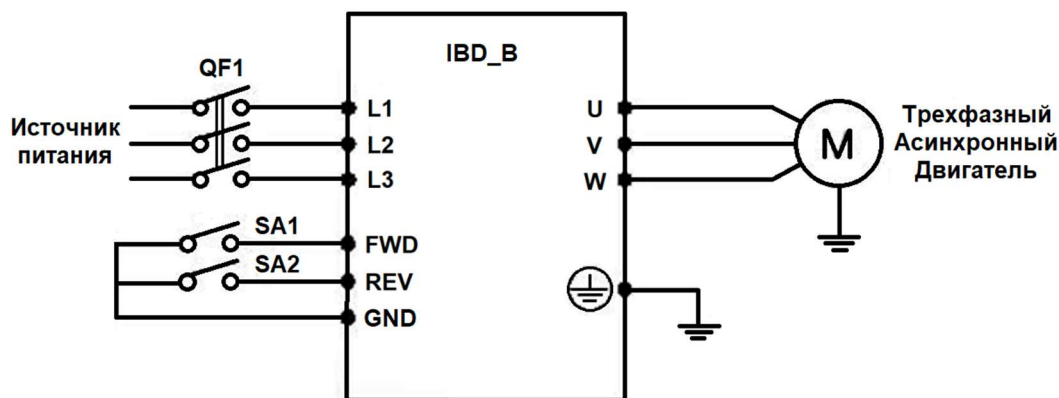 IBD_B
QF1
Источник
питания
L1
L2
L3
SA1
FWD
SA2
REV
GND
U
V
W
M
Трехфазный
Асинхронный
Двигатель